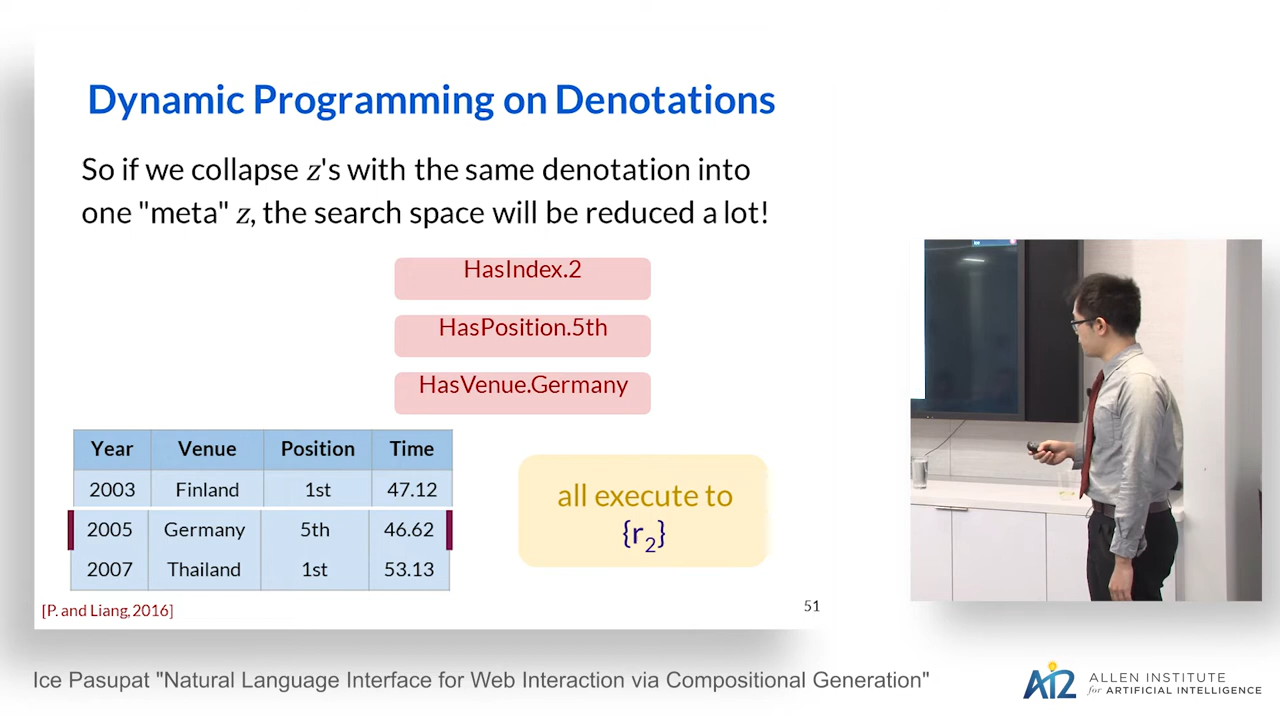 Dynamic Programming on Denotations
So if we collapse z's with the same denotation into
one "meta" z, the search space will be reduced a lot!
HasIndex.2
HasPosition.5th
HasVenue.Germany
Year Venue Position Time
2003 Finland 1st 47.12
2005 Germany 5th 46.62
2007 Thailand 1st 53.13
all execute to
{r2}
[P. and Liang, 2016]
51
Ice Pasupat "Natural Language Interface for Web Interaction via Compositional Generation"
AI2
ALLEN INSTITUTE
for ARTIFICIAL INTELLIGENCE